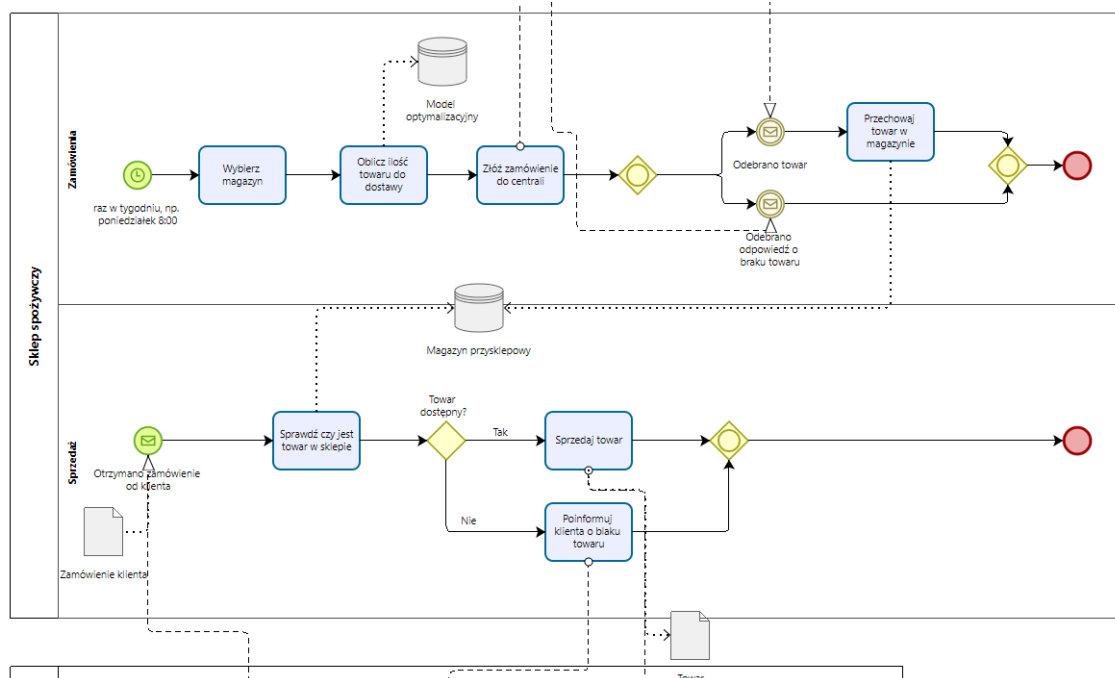 Sklep spożywczy
Zamówienia
Model
optymalizacyjny
raz w tygodniu, np.
poniedziałek 8:00
Wybierz
magazyn
Oblicz ilość
towaru do
dostawy
Złóż zamówienie
do centrali
Odebrano towar
Odebrano
odpowiedź o
braku towaru
Przechowaj
towar w
magazynie
Magazyn przysklepowy
Sprzedaż
Otrzymano zamówienie
od klienta
Zamówienie klienta
Sprawdź czy jest
towar w sklepie
Towar
dostępny?
Tak
Nie
Sprzedaj towar
Poinformuj
klienta o blaku
towaru
Towar